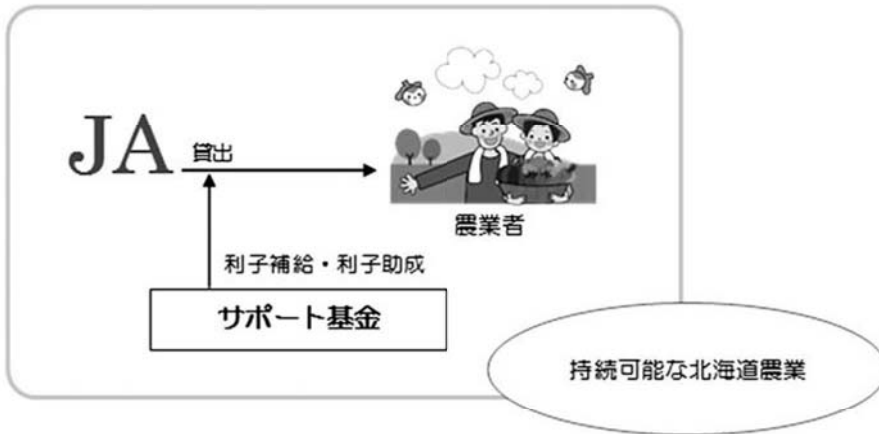 JA
貸出
農業者
利子補給・利子助成
サポート基金
持続可能な北海道農業